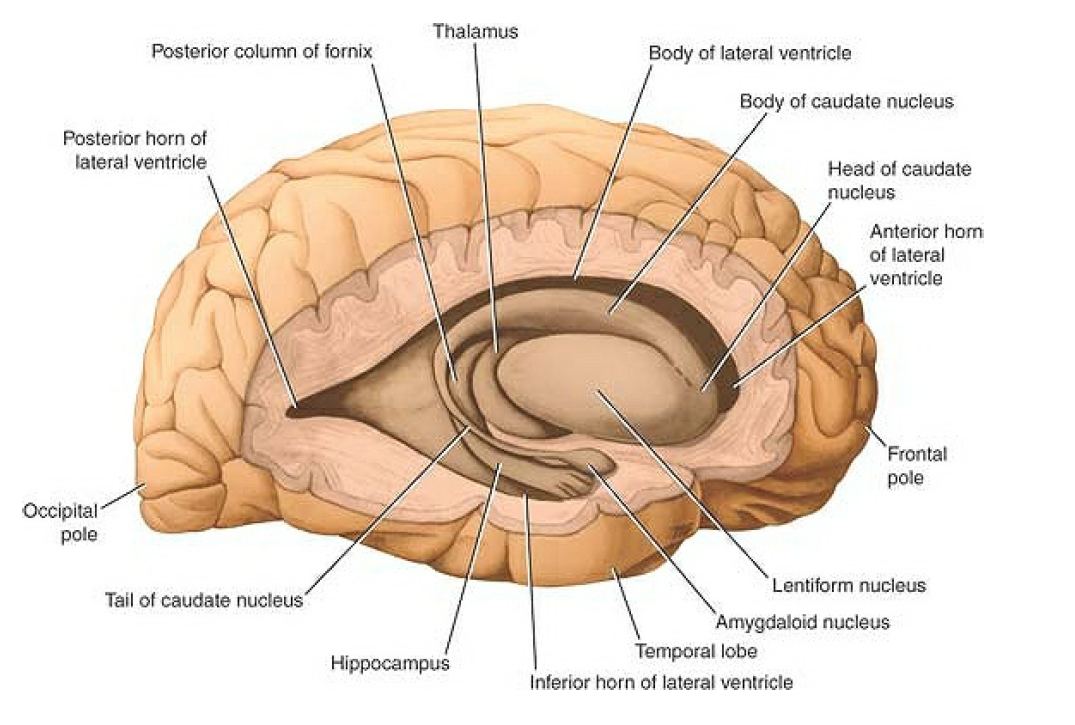 Thalamus
Posterior column of fornix
Body of lateral ventricle
Body of caudate nucleus
Posterior horn of
lateral ventricle
Head of caudate
nucleus
Anterior horn
of lateral
ventricle
Frontal
pole
Occipital
pole
Lentiform nucleus
Tail of caudate nucleus
Amygdaloid nucleus
Temporal lobe
Hippocampus
Inferior horn of lateral ventricle